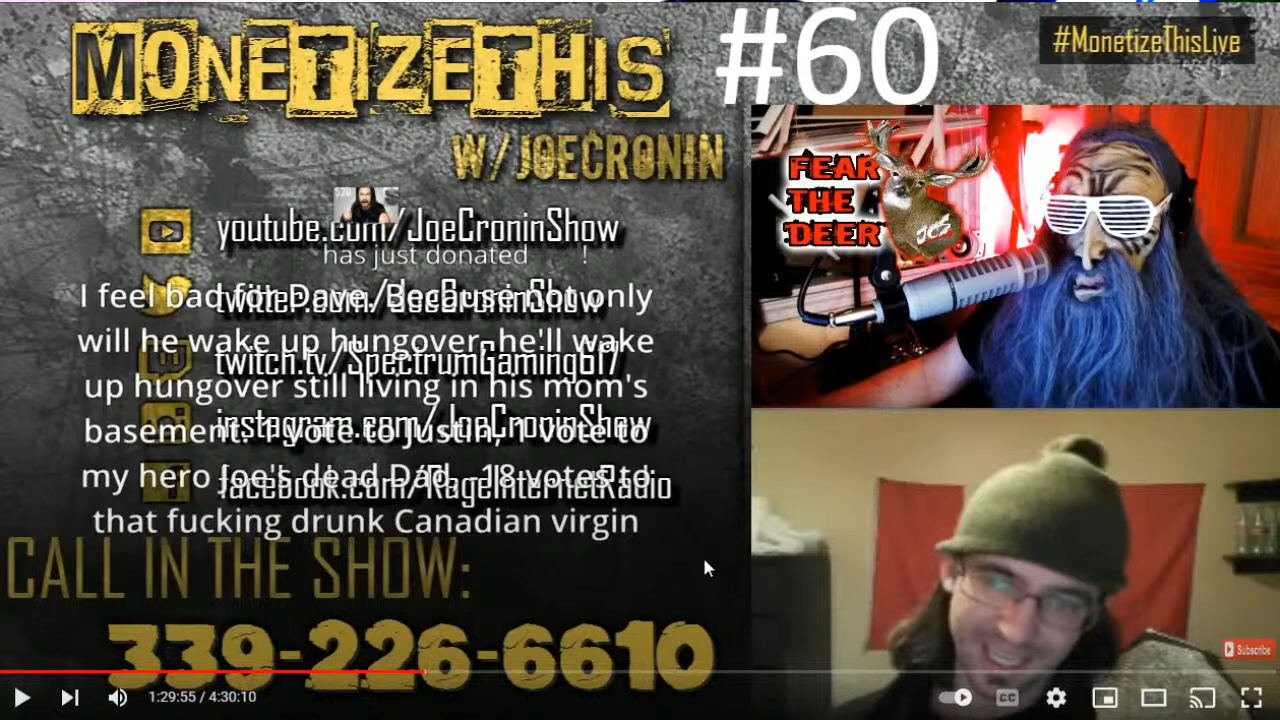 MONETIZETHIS
W/JOECRONIN
#60
#MonetizeThisLive
FEAR
THE
DEER
JCS
youtube.com/JoeCroninShow
has just donated !
I feel bad for Dave. Because not only
twitter.com/JoeCroninShow
will he wake up hungover, he'll wake
twitch.tv/SpectrumGaming617
up hungover still living in his mom's
instagram.com/JoeCroninShow
basement. 1 vote to Justin, 1 vote to
my hero Joe's dead Dad, -18 votes to
facebook.com/RageInternetRadio
that fucking drunk Canadian virgin
CALL IN THE SHOW:
339-226-6610
Subscribe
1:29:55 / 4:30:10
CC